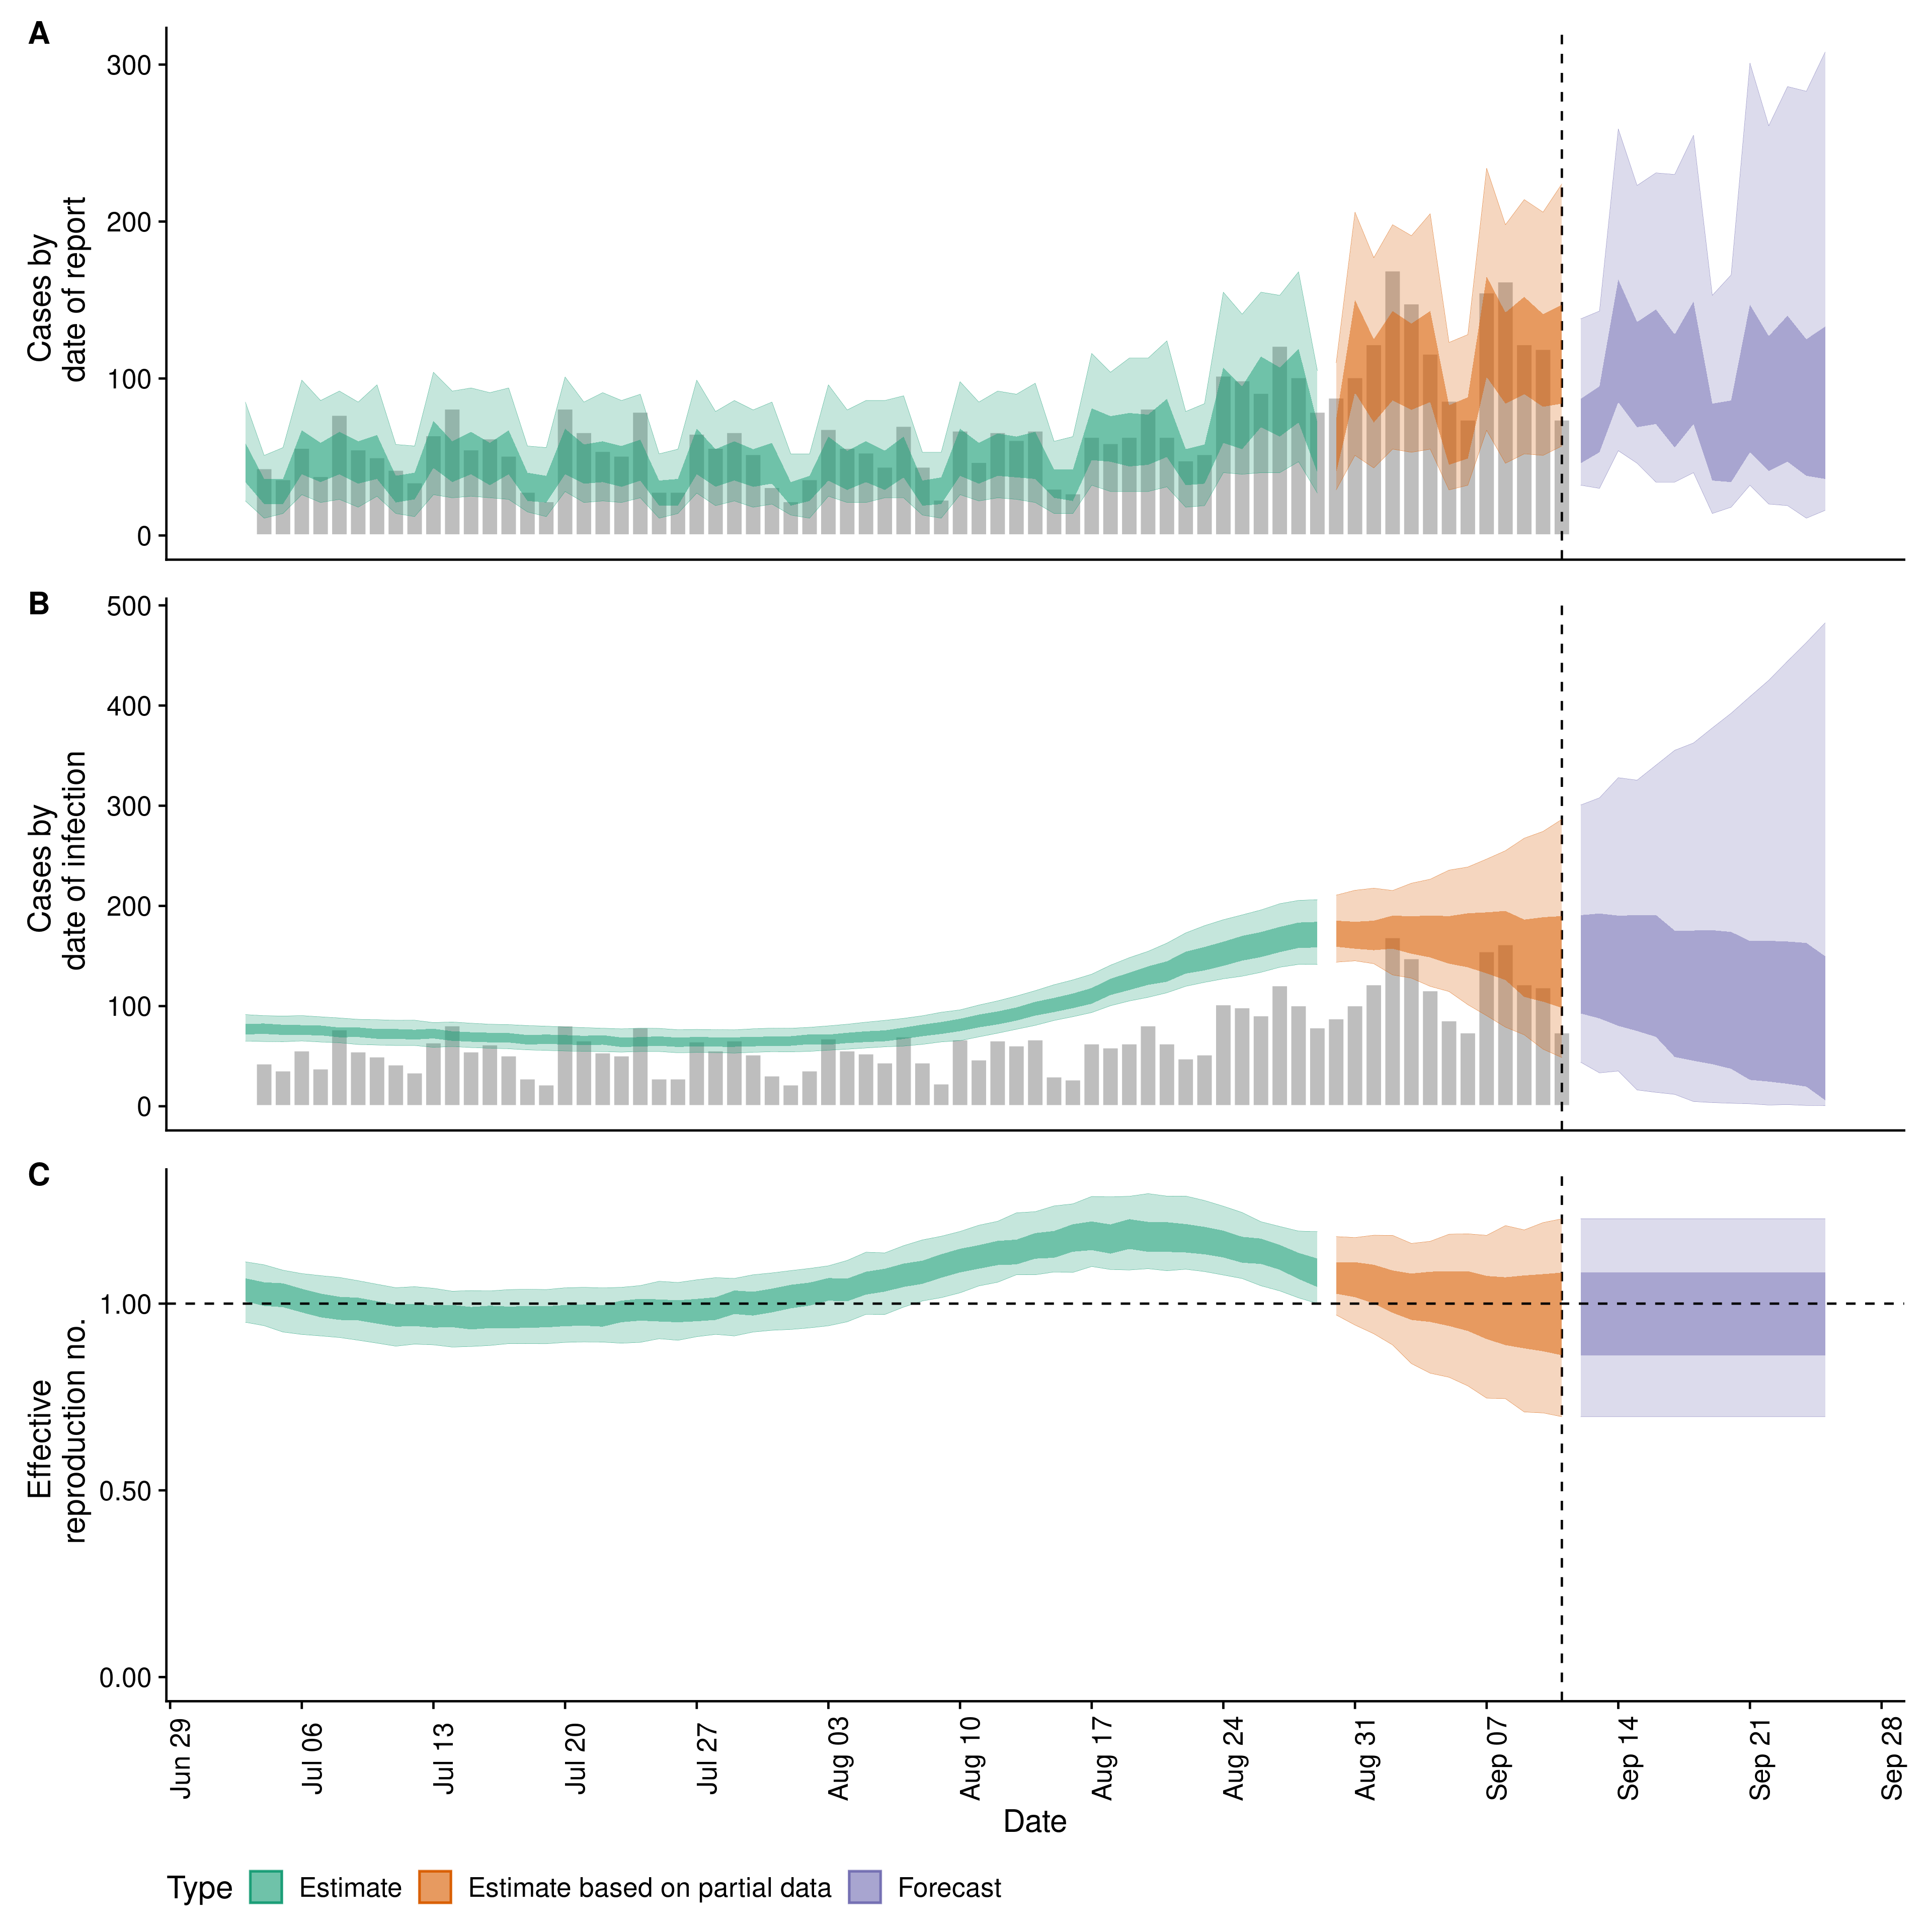 A
300
200
100
0
Cases by
date of report
B
500
400
300
200
100
0
Cases by
date of infection
C
1.00
0.50
0.00
Effective
reproduction no.
Jun 29
Jul 06
Jul 13
Jul 20
Jul 27
Aug 03
Aug 10
Aug 17
Aug 24
Aug 31
Sep 07
Sep 14
Sep 21
Sep 28
Date
Type Estimate Estimate based on partial data Forecast